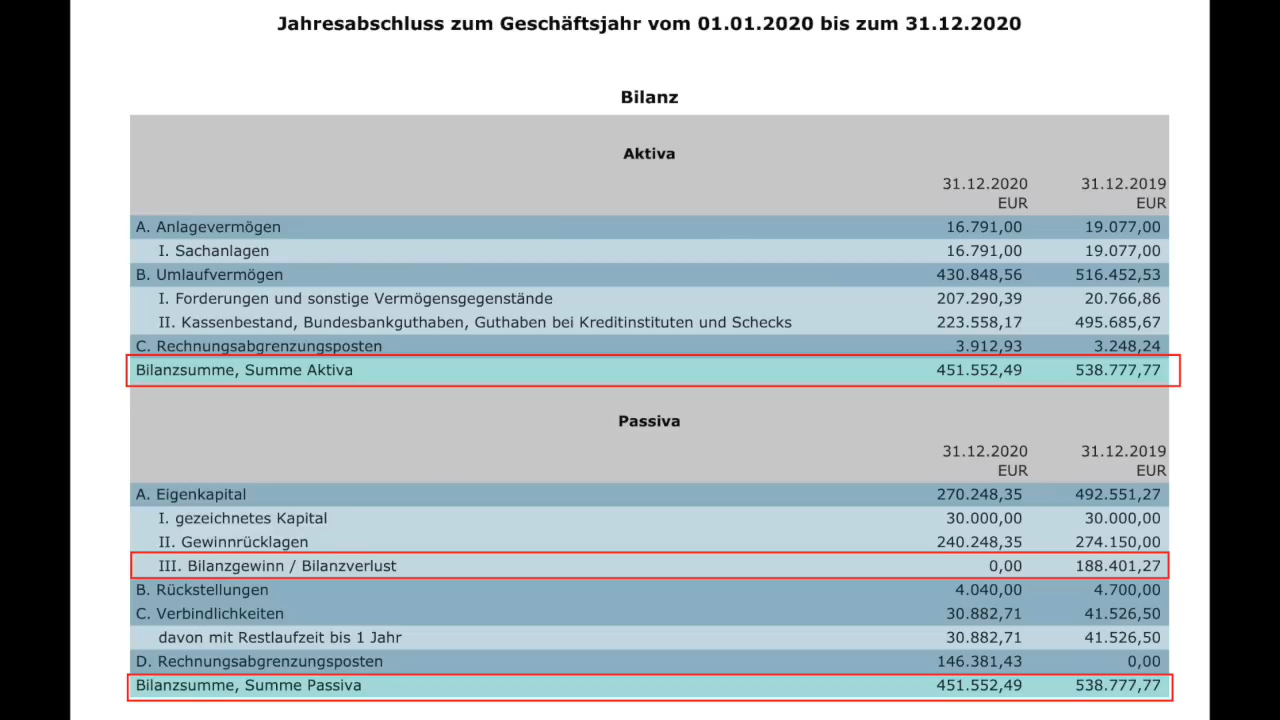 Jahresabschluss zum Geschäftsjahr vom 01.01.2020 bis zum 31.12.2020
Bilanz
Aktiva
31.12.2020 31.12.2019
EUR EUR
A. Anlagevermögen 16.791,00 19.077,00
I. Sachanlagen 16.791,00 19.077,00
B. Umlaufvermögen 430.848,56 516.452,53
I. Forderungen und sonstige Vermögensgegenstände 207.290,39 20.766,86
II. Kassenbestand, Bundesbankguthaben, Guthaben bei Kreditinstituten und Schecks 223.558,17 495.685,67
C. Rechnungsabgrenzungsposten 3.912,93 3.248,24
Bilanzsumme, Summe Aktiva 451.552,49 538.777,77
Passiva
31.12.2020 31.12.2019
EUR EUR
A. Eigenkapital 270.248,35 492.551,27
I. gezeichnetes Kapital 30.000,00 30.000,00
II. Gewinnrücklagen 240.248,35 274.150,00
III. Bilanzgewinn / Bilanzverlust 0,00 188.401,27
B. Rückstellungen 4.040,00 4.700,00
C. Verbindlichkeiten 30.882,71 41.526,50
davon mit Restlaufzeit bis 1 Jahr 30.882,71 41.526,50
D. Rechnungsabgrenzungsposten 146.381,43 0,00
Bilanzsumme, Summe Passiva 451.552,49 538.777,77